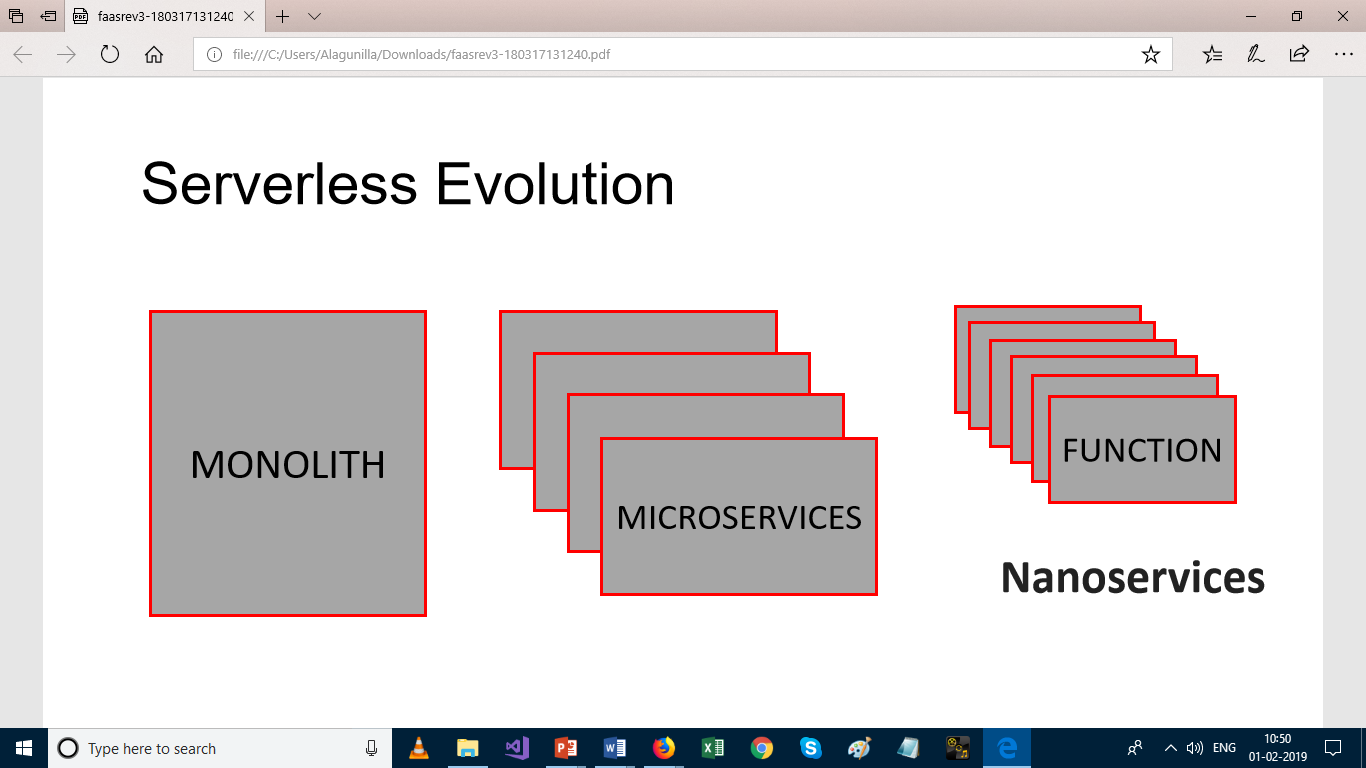 faasrev3-180317131240
file:///C:/Users/Alagunilla/Downloads/faasrev3-180317131240.pdf
Serverless Evolution
MONOLITH
MICROSERVICES
FUNCTION
Nanoservices
Type here to search
ENG
10:50
01-02-2019